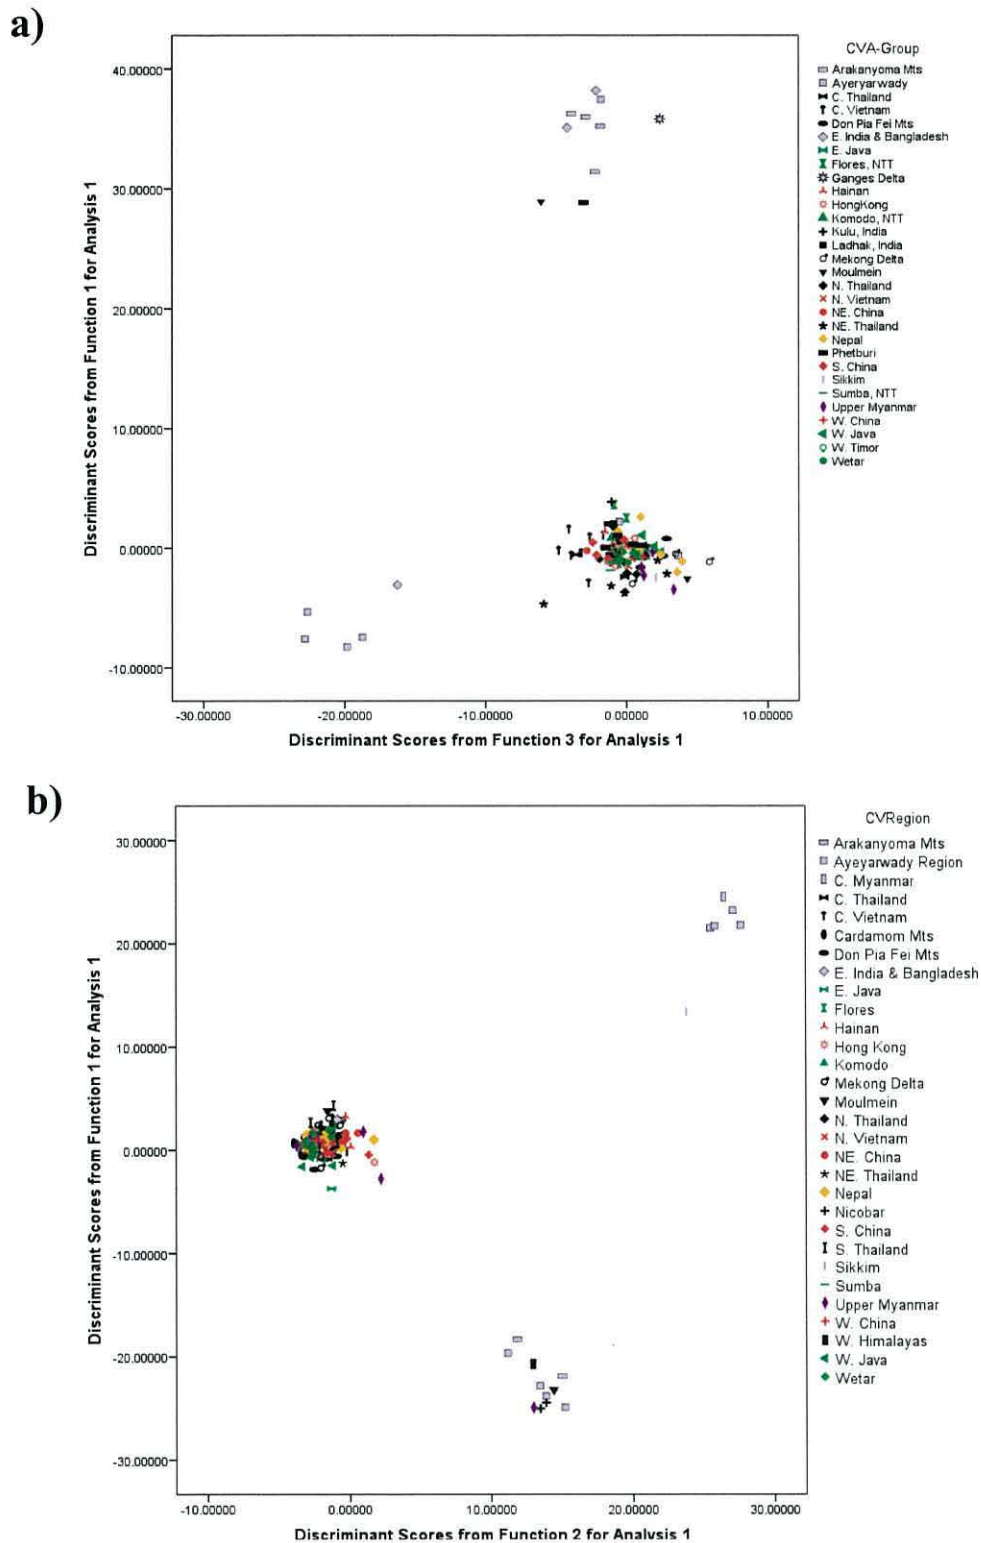 a)
40.00000
30.00000
20.00000
10.00000
0.00000
-10.00000
Discriminant Scores from Function 1 for Analysis 1
-30.00000 -20.00000 -10.00000 0.00000 10.00000
Discriminant Scores from Function 3 for Analysis 1
CVA-Group
Arakanyoma Mts
Ayeryarwady
C. Thailand
C. Vietnam
Don Pia Fei Mts
E. India & Bangladesh
E. Java
Flores, NTT
Ganges Delta
Hainan
HongKong
Komodo, NTT
Kulu, India
Ladhak, India
Mekong Delta
Moulmein
N. Thailand
N. Vietnam
NE. China
NE. Thailand
Nepal
Phetburi
S. China
Sikkim
Sumba, NTT
Upper Myanmar
W. China
W. Java
W. Timor
Wetar
b)
30.00000
20.00000
10.00000
0.00000
-10.00000
-20.00000
-30.00000
Discriminant Scores from Function 1 for Analysis 1
-10.00000 0.00000 10.00000 20.00000 30.00000
Discriminant Scores from Function 2 for Analysis 1
CVRegion
Arakanyoma Mts
Ayeyarwady Region
C. Myanmar
C. Thailand
C. Vietnam
Cardamom Mts
Don Pia Fei Mts
E. India & Bangladesh
E. Java
Flores
Hainan
Hong Kong
Komodo
Mekong Delta
Moulmein
N. Thailand
N. Vietnam
NE. China
NE. Thailand
Nepal
Nicobar
S. China
S. Thailand
Sikkim
Sumba
Upper Myanmar
W. China
W. Himalayas
W. Java
Wetar